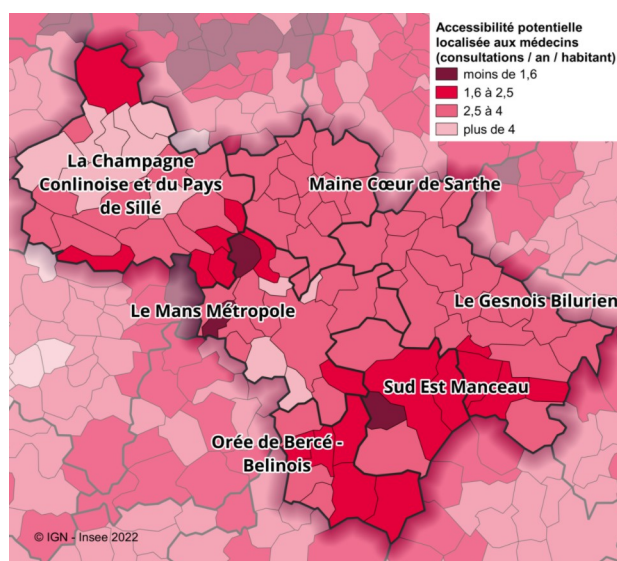 Accessibilité potentielle
localisée aux médecins
(consultations / an / habitant)
moins de 1,6
1,6 à 2,5
2,5 à 4
plus de 4
La Champagne
Conlinoise et du Pays
de Sillé
Maine Cœur de Sarthe
Le Mans Métropole
Le Gesnois Bilurien
Sud Est Manceau
Orée de Bercé -
Belinois
© IGN - Insee 2022